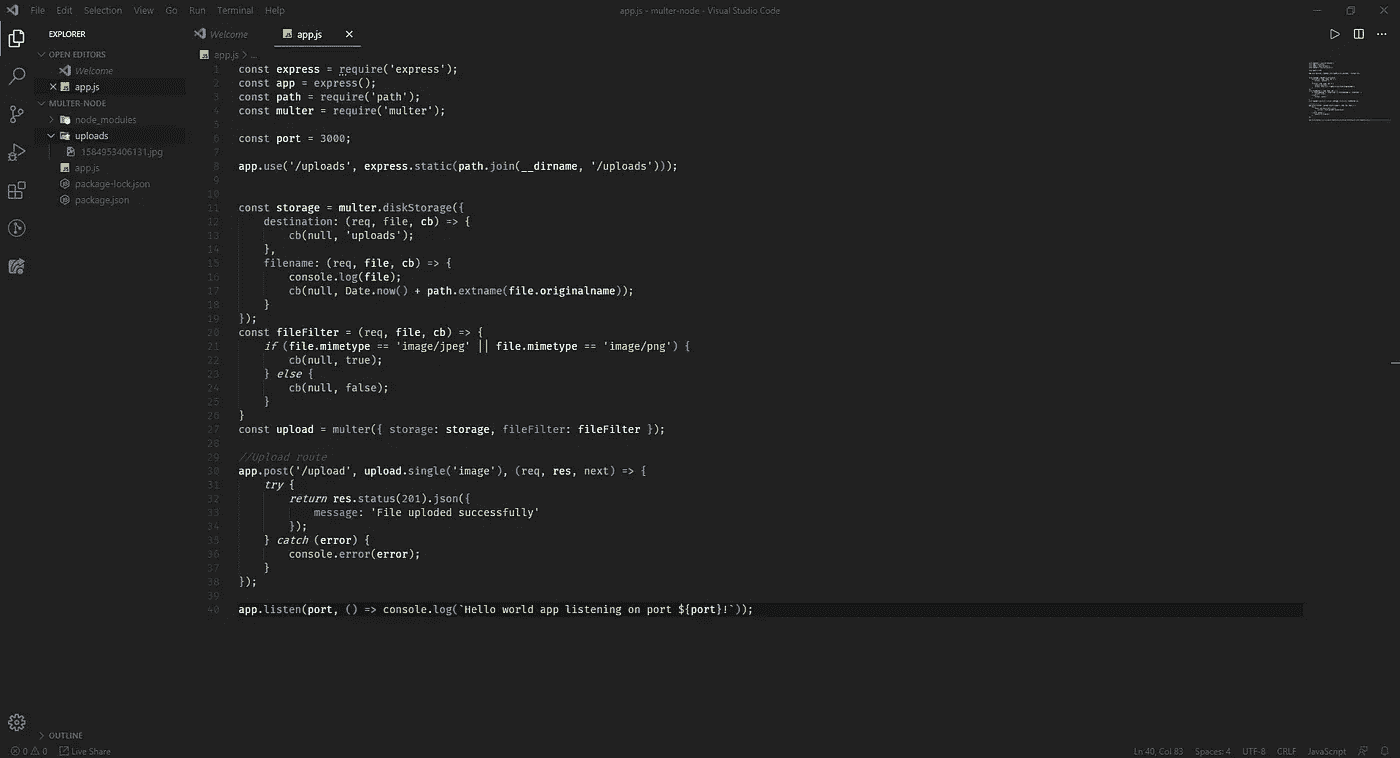 File Edit Selection View Go Run Terminal Help
app.js - multer-node - Visual Studio Code
EXPLORER
OPEN EDITORS
Welcome
app.js
MULTER-NODE
node_modules
uploads
1584953406131.jpg
app.js
package-lock.json
package.json
OUTLINE
Welcome
app.js
app.js > ...
1 const express = require('express');
2 const app = express();
3 const path = require('path');
4 const multer = require('multer');
5
6 const port = 3000;
7
8 app.use('/uploads', express.static(path.join(__dirname, '/uploads')));
9
10
11 const storage = multer.diskStorage({
12 destination: (req, file, cb) => {
13 cb(null, 'uploads');
14 },
15 filename: (req, file, cb) => {
16 console.log(file);
17 cb(null, Date.now() + path.extname(file.originalname));
18 }
19 });
20 const fileFilter = (req, file, cb) => {
21 if (file.mimetype == 'image/jpeg' || file.mimetype == 'image/png') {
22 cb(null, true);
23 } else {
24 cb(null, false);
25 }
26 }
27 const upload = multer({ storage: storage, fileFilter: fileFilter });
28
29 //Upload route
30 app.post('/upload', upload.single('image'), (req, res, next) => {
31 try {
32 return res.status(201).json({
33 message: 'File uploded successfully'
34 });
35 } catch (error) {
36 console.error(error);
37 }
38 });
39
40 app.listen(port, () => console.log(`Hello world app listening on port ${port}!`));
0 0 Live Share
Ln 40, Col 83 Spaces: 4 UTF-8 CRLF JavaScript